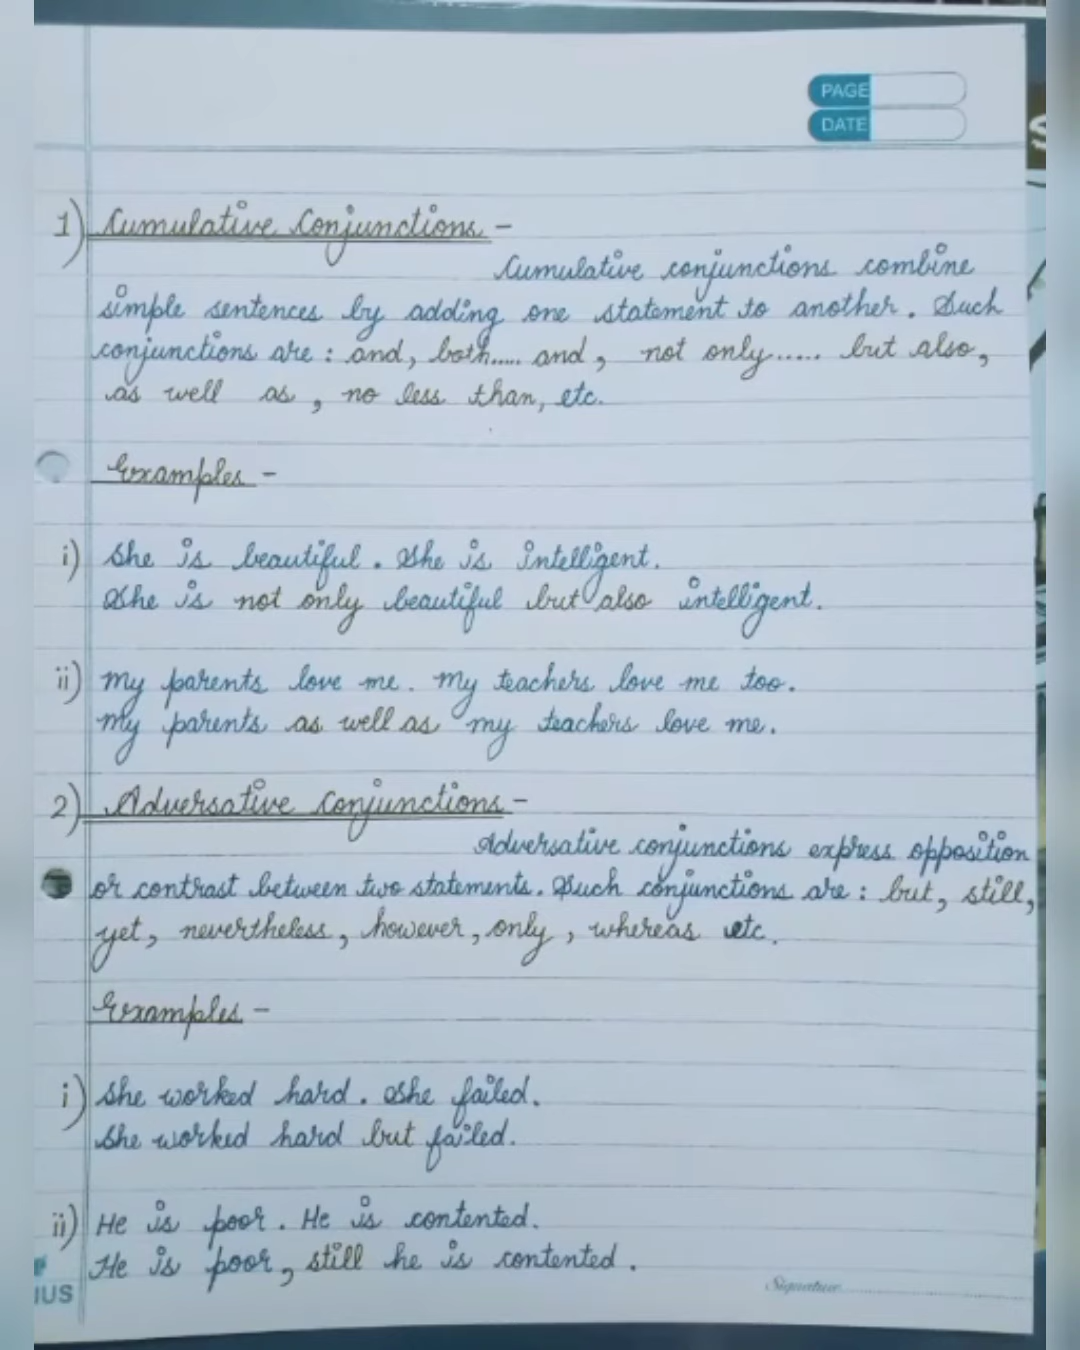 PAGE
DATE
1) Cumulative Conjunctions -
Cumulative conjunctions combine
simple sentences by adding one statement to another. Such
conjunctions are : and, both..... and, not only...... but also,
as well as, no less than, etc.
Examples -
i) She is beautiful. She is intelligent.
She is not only beautiful but also intelligent.
ii) My parents love me. My teachers love me too.
My parents as well as my teachers love me.
2) Adversative Conjunctions -
Adversative conjunctions express opposition
or contrast between two statements. Such conjunctions are : but, still,
yet, nevertheless, however, only, whereas etc.
Examples -
i) She worked hard. She failed.
She worked hard but failed.
ii) He is poor. He is contented.
He is poor, still he is contented.
Signature